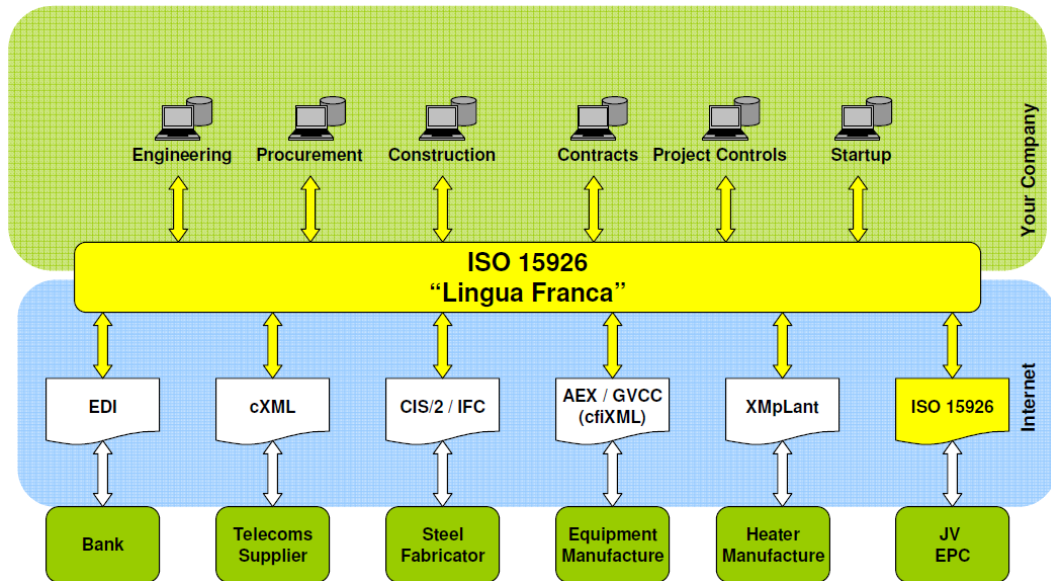 Engineering
Procurement
Construction
Contracts
Project Controls
Startup
Your Company
ISO 15926
“Lingua Franca”
EDI
cXML
CIS/2 / IFC
AEX / GVCC
(cfiXML)
XMpLant
ISO 15926
Internet
Bank
Telecoms
Supplier
Steel
Fabricator
Equipment
Manufacture
Heater
Manufacture
JV
EPC